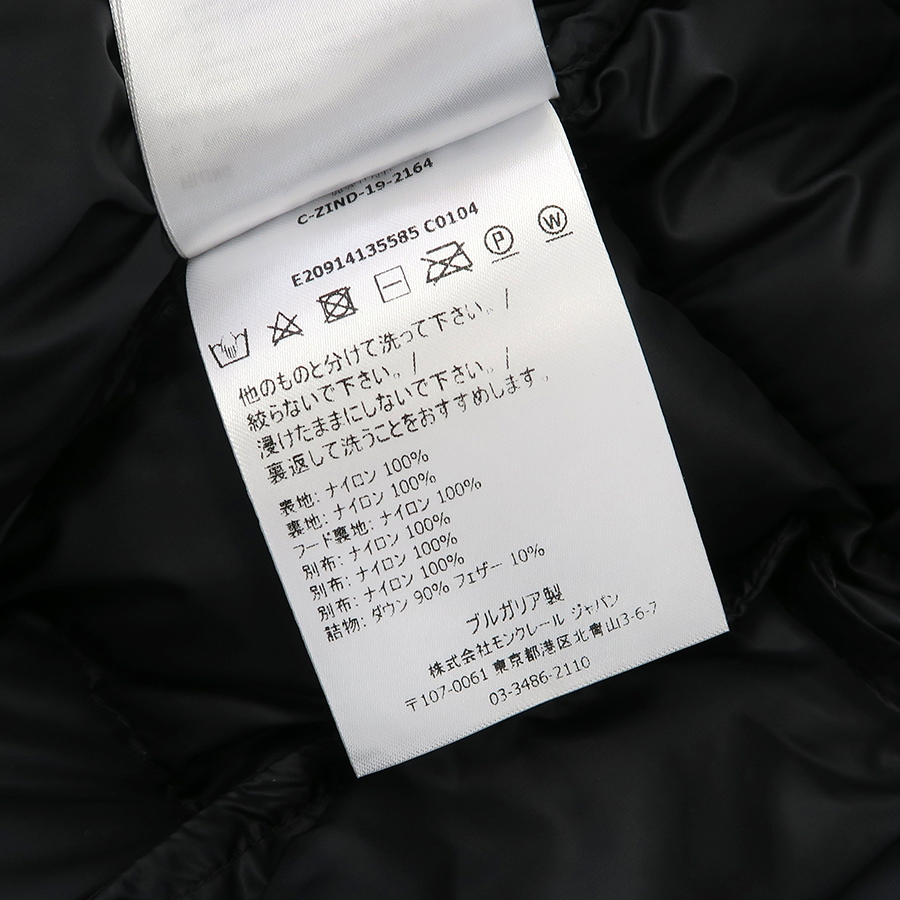 C-ZIND-19-2164
E20914135585 C0104
P W
他のものと分けて洗って下さい。/
絞らないで下さい。/
浸けたままにしないで下さい。/
裏返して洗うことをおすすめします。
表地: ナイロン 100%
裏地: ナイロン 100%
フード裏地: ナイロン 100%
別布: ナイロン 100%
別布: ナイロン 100%
別布: ナイロン 100%
詰物: ダウン 90% フェザー 10%
ブルガリア製
株式会社モンクレール ジャパン
〒107-0061 東京都港区北青山3-6-7
03-3486-2110